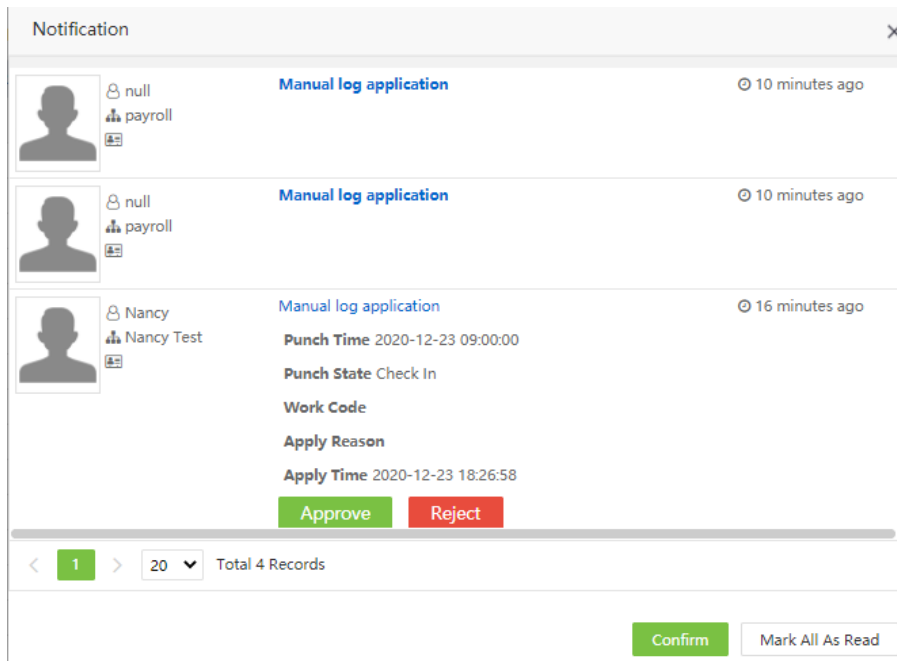 Notification
null
Manual log application
10 minutes ago
payroll
null
Manual log application
10 minutes ago
payroll
Nancy
Manual log application
16 minutes ago
Nancy Test
Punch Time 2020-12-23 09:00:00
Punch State Check In
Work Code
Apply Reason
Apply Time 2020-12-23 18:26:58
Approve Reject
1 20 Total 4 Records
Confirm Mark All As Read